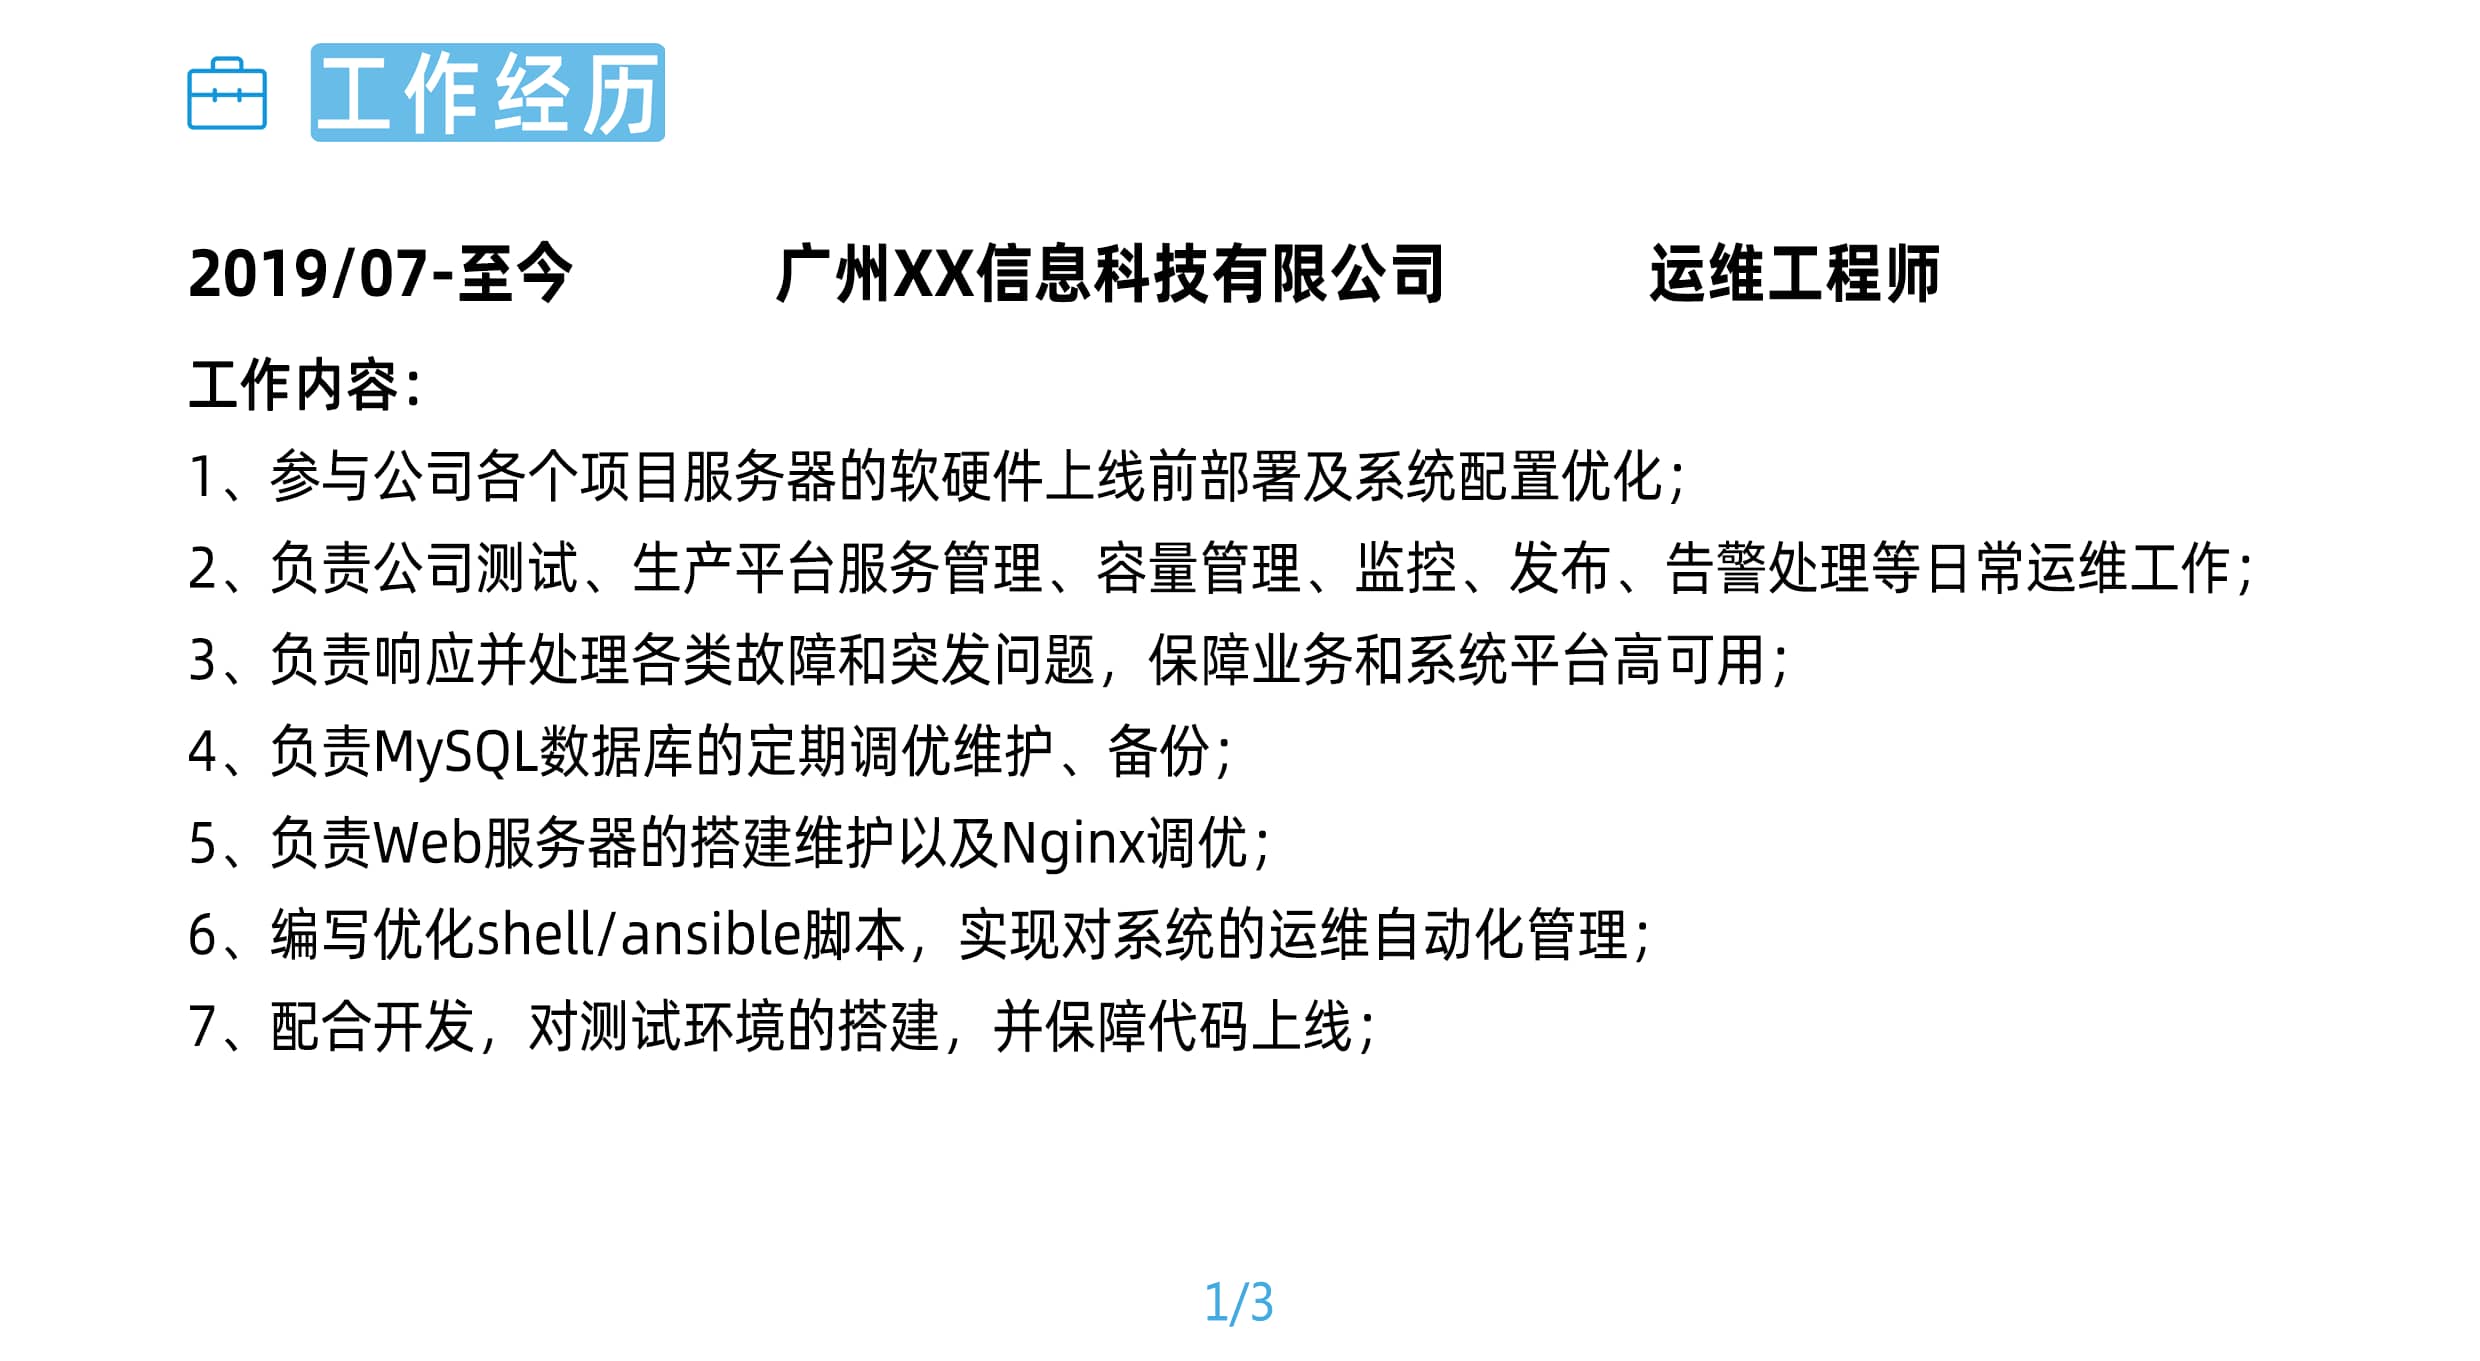 工作经历
2019/07-至今 广州XX信息科技有限公司 运维工程师
工作内容：
1、参与公司各个项目服务器的软硬件上线前部署及系统配置优化；
2、负责公司测试、生产平台服务管理、容量管理、监控、发布、告警处理等日常运维工作；
3、负责响应并处理各类故障和突发问题，保障业务和系统平台高可用；
4、负责MySQL数据库的定期调优维护、备份；
5、负责Web服务器的搭建维护以及Nginx调优；
6、编写优化shell/ansible脚本，实现对系统的运维自动化管理；
7、配合开发，对测试环境的搭建，并保障代码上线；
1/3